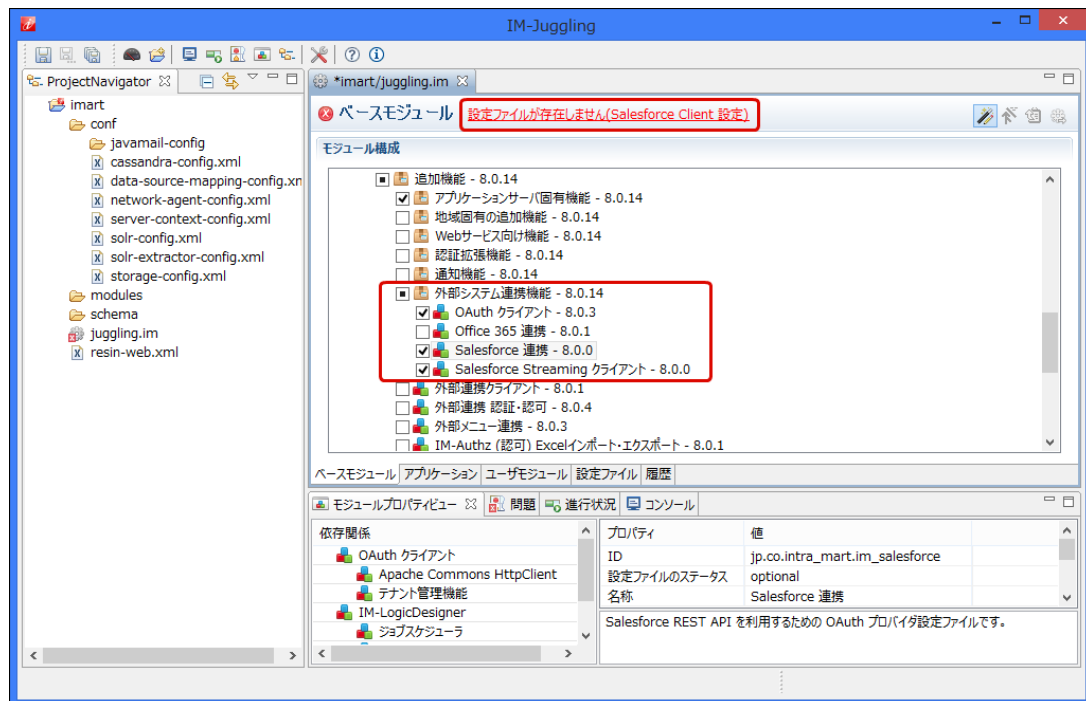 IM-Juggling
ProjectNavigator
imart
conf
javamail-config
cassandra-config.xml
data-source-mapping-config.xn
network-agent-config.xml
server-context-config.xml
solr-config.xml
solr-extractor-config.xml
storage-config.xml
modules
schema
juggling.im
resin-web.xml
*imart/juggling.im
ベースモジュール 設定ファイルが存在しません(Salesforce Client 設定)
モジュール構成
追加機能 - 8.0.14
アプリケーションサーバ固有機能 - 8.0.14
地域固有の追加機能 - 8.0.14
Webサービス向け機能 - 8.0.14
認証拡張機能 - 8.0.14
通知機能 - 8.0.14
外部システム連携機能 - 8.0.14
OAuth クライアント - 8.0.3
Office 365 連携 - 8.0.1
Salesforce 連携 - 8.0.0
Salesforce Streaming クライアント - 8.0.0
外部連携クライアント - 8.0.1
外部連携 認証・認可 - 8.0.4
外部メニュー連携 - 8.0.3
IM-Authz (認可) Excelインポート・エクスポート - 8.0.1
ベースモジュール アプリケーション ユーザモジュール 設定ファイル 履歴
モジュールプロパティビュー 問題 進行状況 コンソール
依存関係
OAuth クライアント
Apache Commons HttpClient
テナント管理機能
IM-LogicDesigner
ジョブスケジューラ
プロパティ 値
ID jp.co.intra_mart.im_salesforce
設定ファイルのステータス optional
名称 Salesforce 連携
Salesforce REST API を利用するための OAuth プロバイダ設定ファイルです。